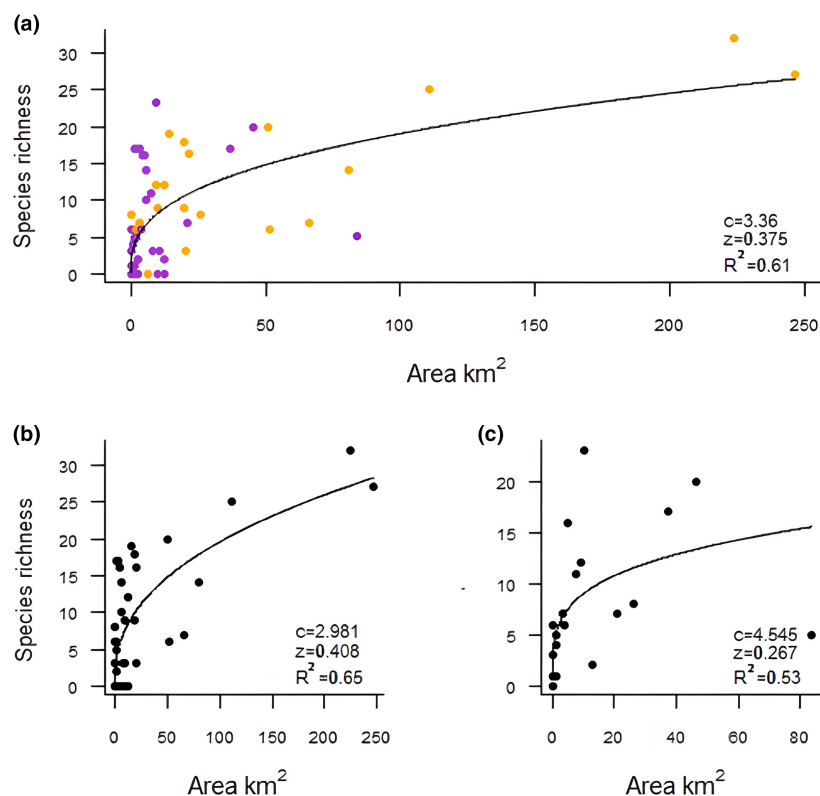 (a)
Species richness
30
25
20
15
10
5
0
c=3.36
z=0.375
R²=0.61
0 50 100 150 200 250
Area km²
(b)
Species richness
30
25
20
15
10
5
0
c=2.981
z=0.408
R²=0.65
0 50 100 150 200 250
Area km²
(c)
20
15
10
5
0
c=4.545
z=0.267
R²=0.53
0 20 40 60 80
Area km²